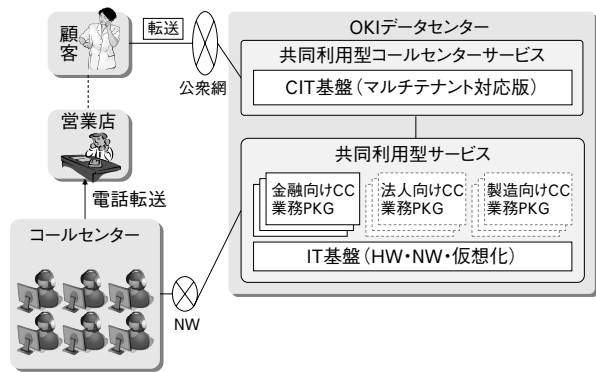 顧
客
転送
公衆網
営業店
電話転送
コールセンター
NW
OKIデータセンター
共同利用型コールセンターサービス
CIT基盤（マルチテナント対応版）
共同利用型サービス
金融向けCC
業務PKG
法人向けCC
業務PKG
製造向けCC
業務PKG
IT基盤（HW・NW・仮想化）